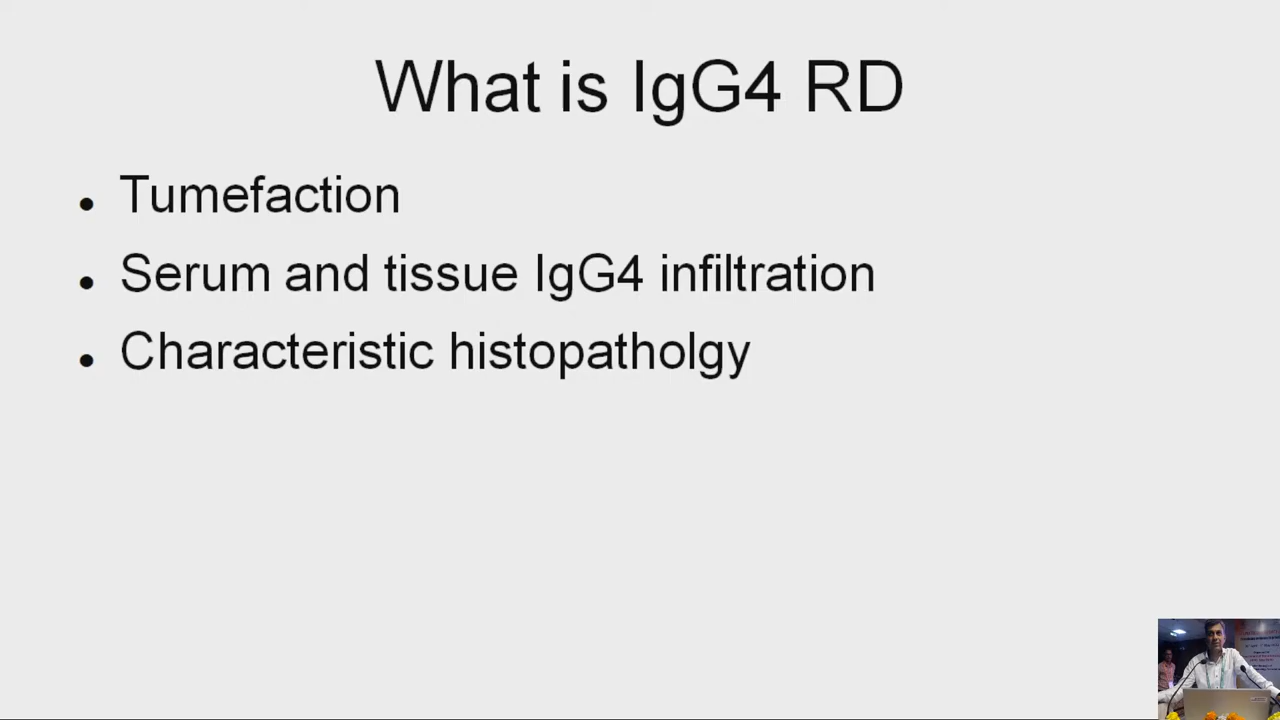 What is IgG4 RD
• Tumefaction
• Serum and tissue IgG4 infiltration
• Characteristic histopatholgy